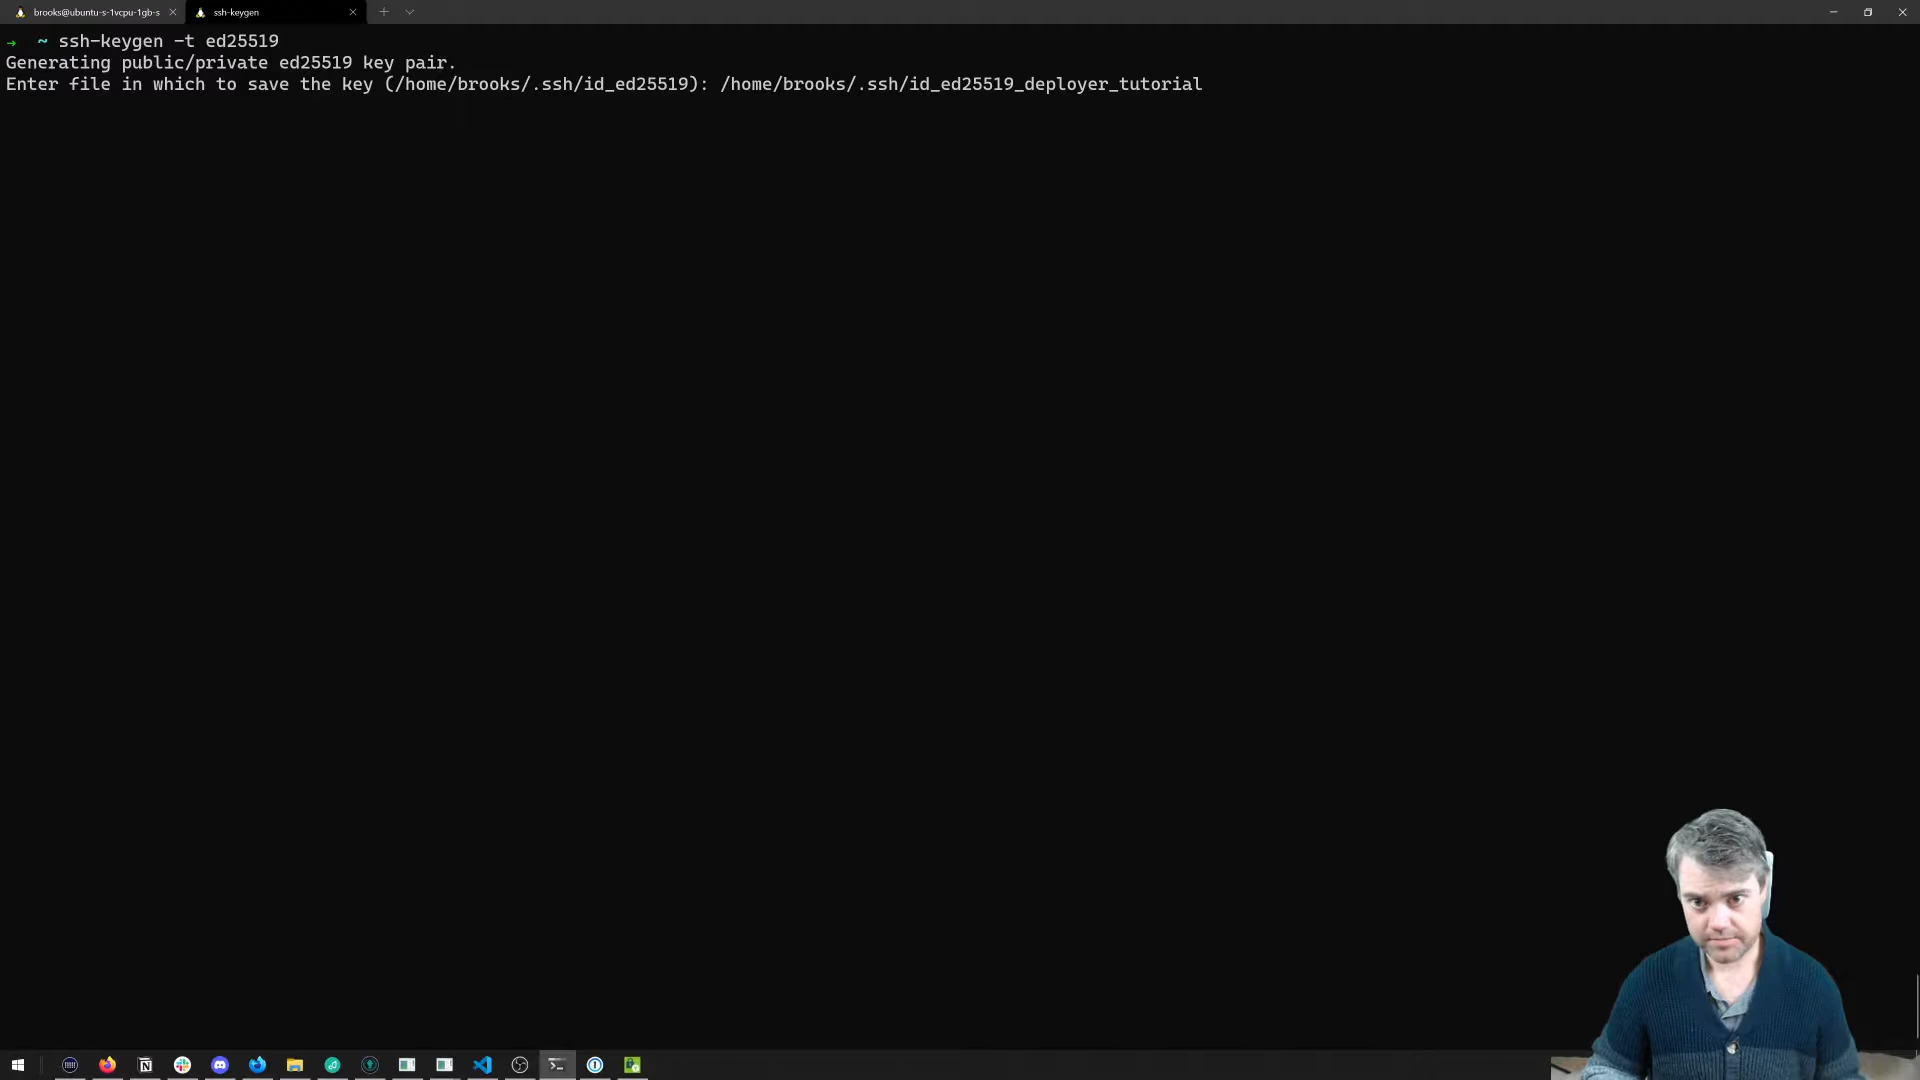 brooks@ubuntu-s-1vcpu-1gb-s
ssh-keygen
→ ~ ssh-keygen -t ed25519
Generating public/private ed25519 key pair.
Enter file in which to save the key (/home/brooks/.ssh/id_ed25519): /home/brooks/.ssh/id_ed25519_deployer_tutorial